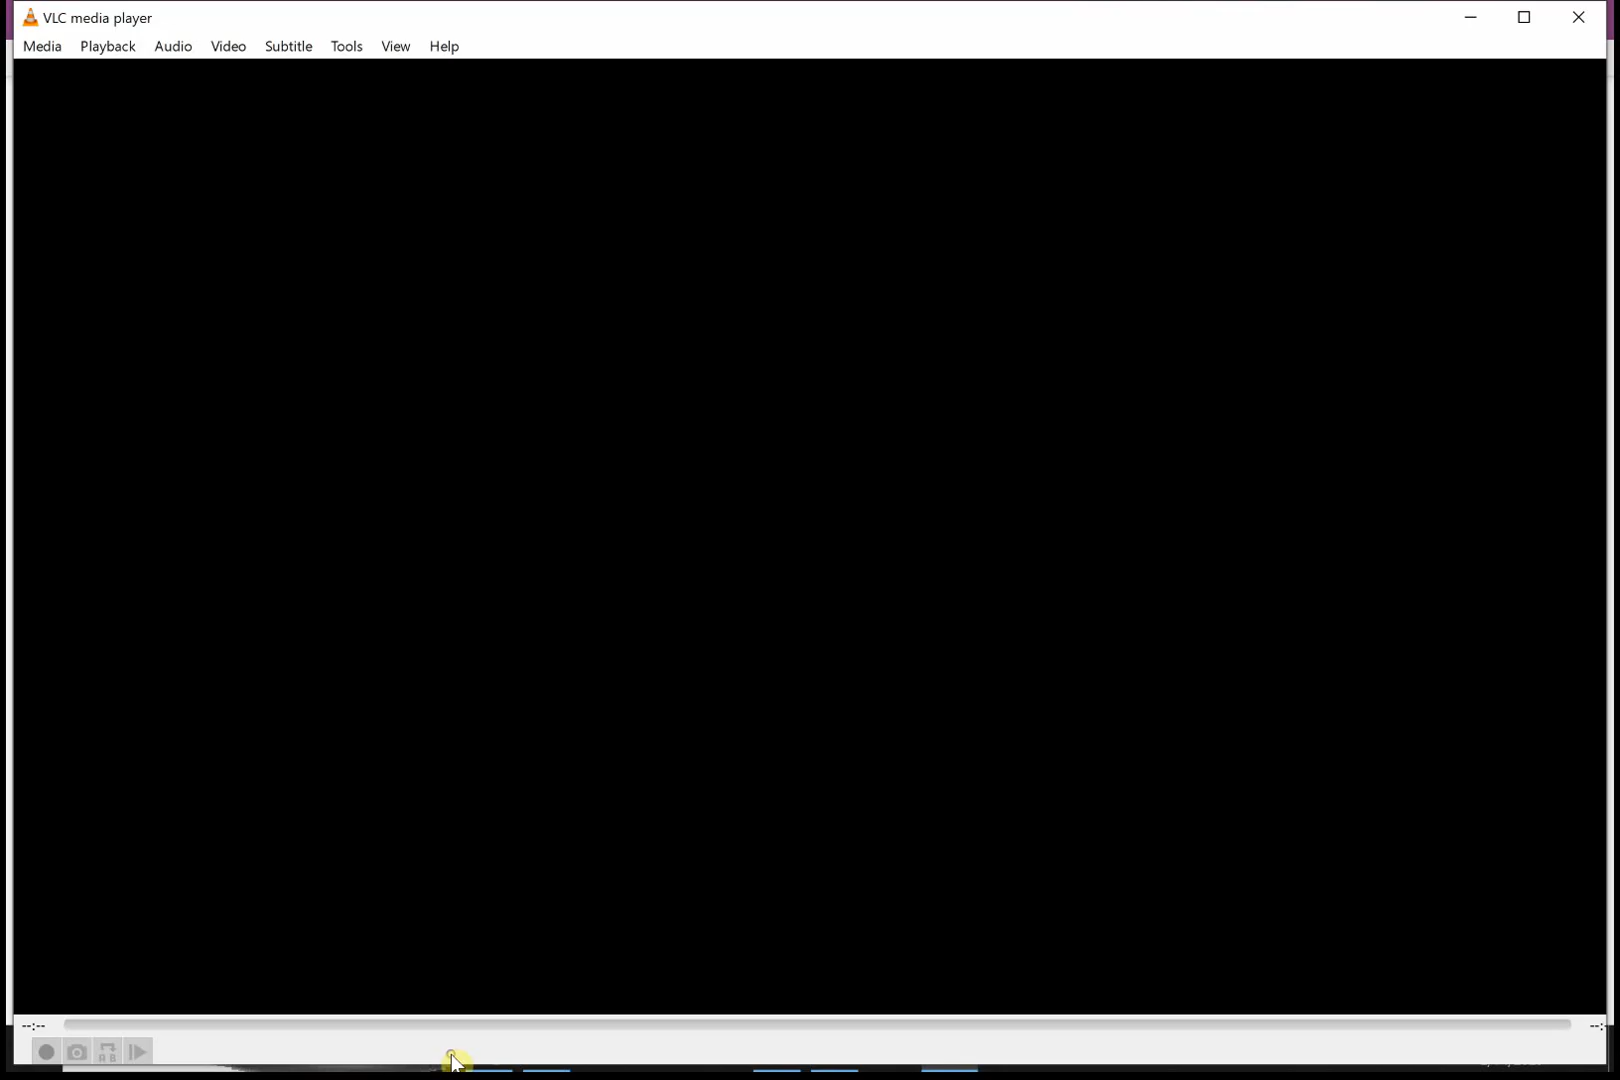 VLC media player
Media Playback Audio Video Subtitle Tools View Help
--:-- --:--
A B